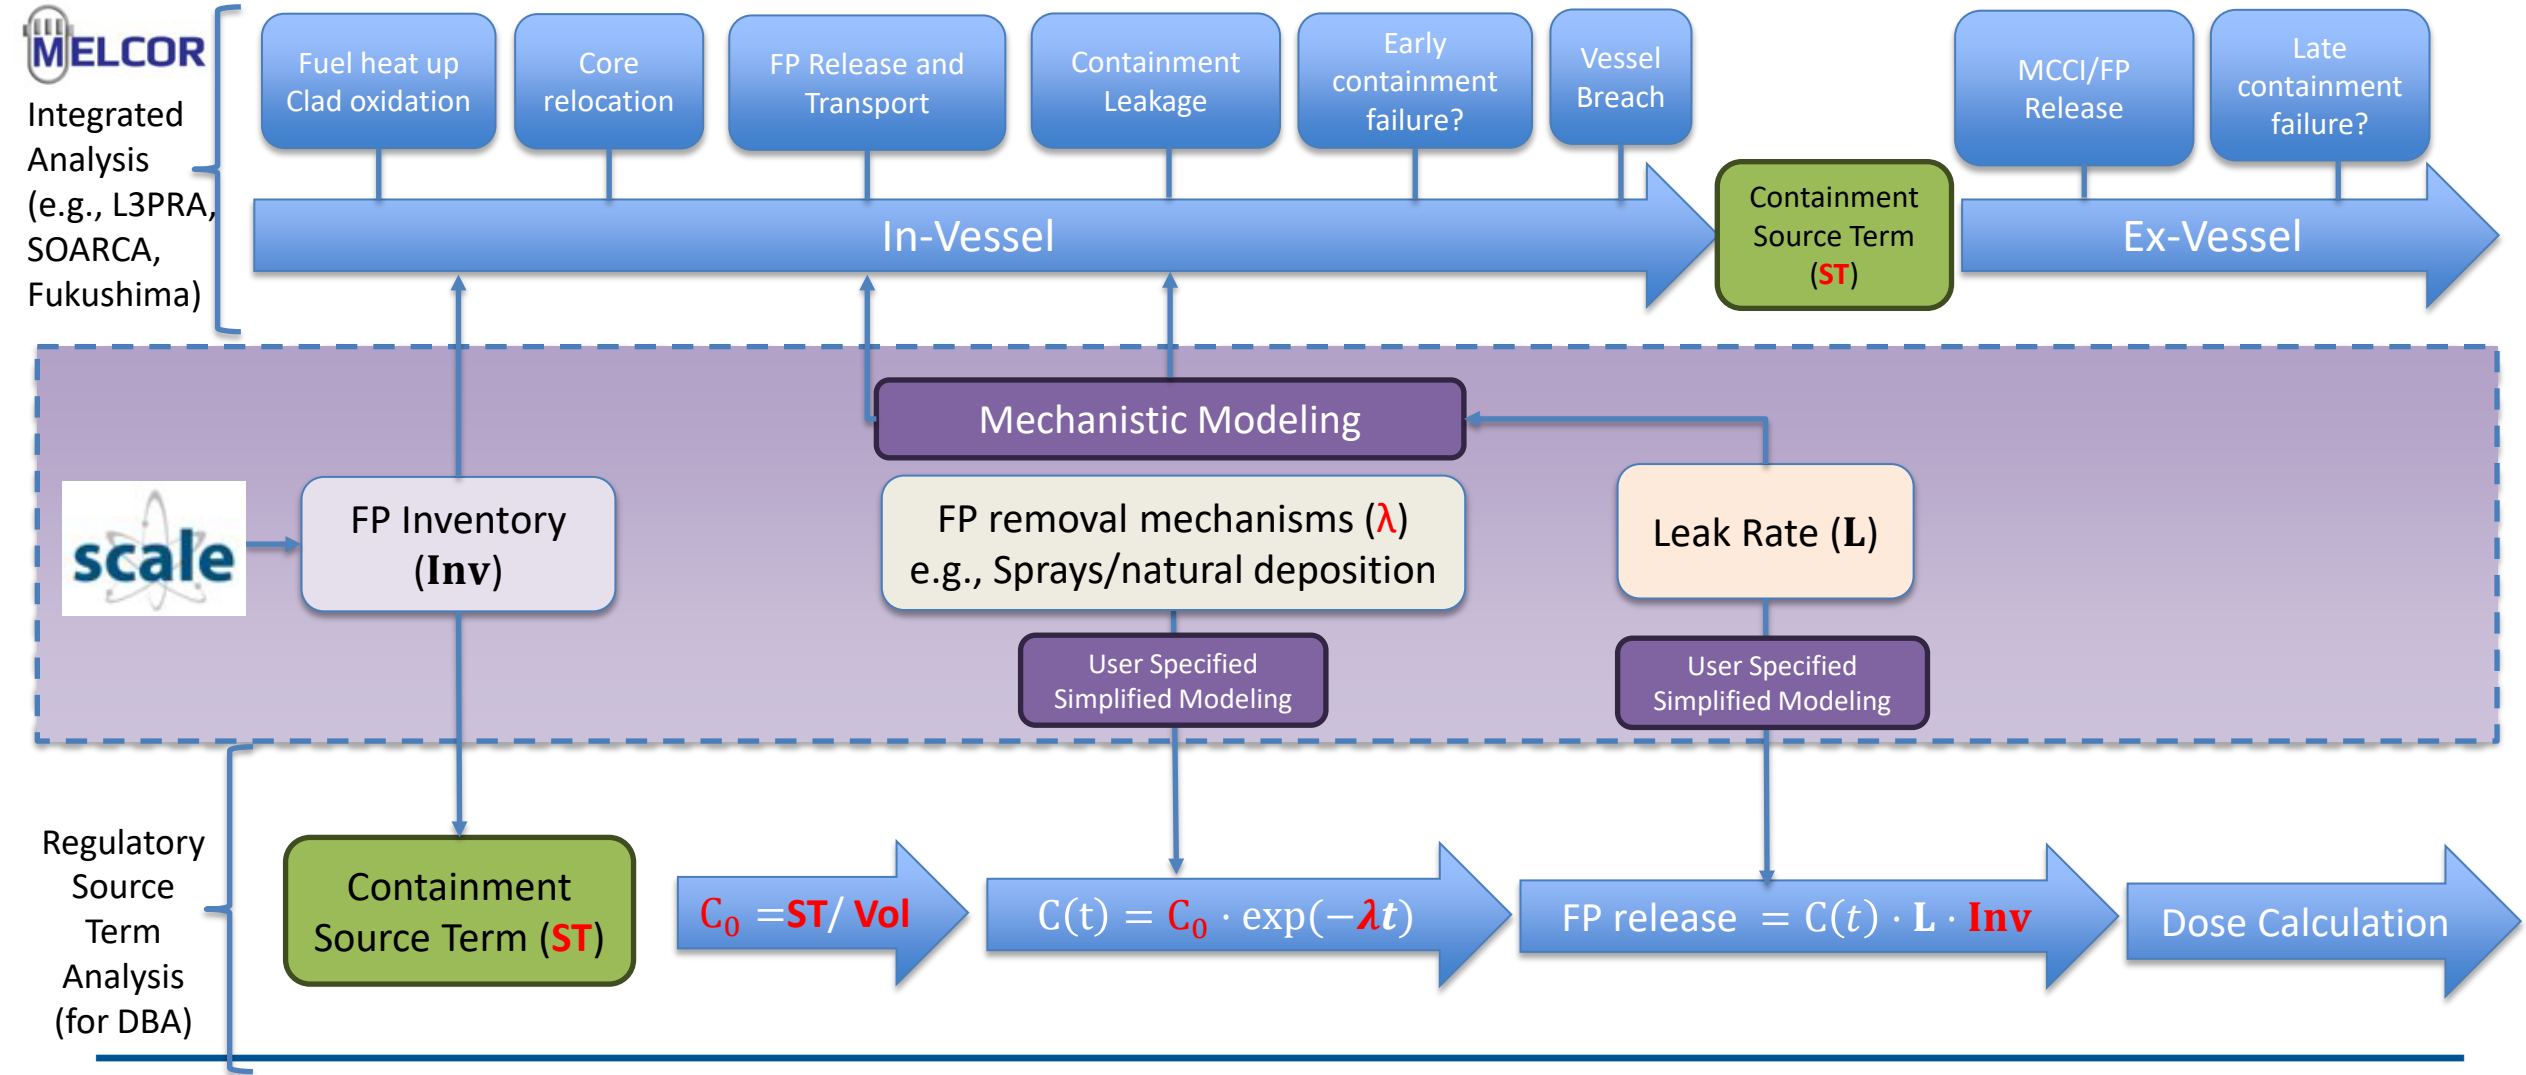 MELCOR
Integrated
Analysis
(e.g., L3PRA,
SOARCA,
Fukushima)
Fuel heat up
Clad oxidation
Core
relocation
FP Release and
Transport
Containment
Leakage
Early
containment
failure?
Vessel
Breach
MCCI/FP
Release
Late
containment
failure?
In-Vessel
Containment
Source Term
(ST)
Ex-Vessel
Mechanistic Modeling
scale
FP Inventory
(Inv)
FP removal mechanisms (λ)
e.g., Sprays/natural deposition
Leak Rate (L)
User Specified
Simplified Modeling
User Specified
Simplified Modeling
Regulatory
Source
Term
Analysis
(for DBA)
Containment
Source Term (ST)
C₀ =ST/ Vol
C(t) = C₀ · exp(−λt)
FP release = C(t) · L · Inv
Dose Calculation